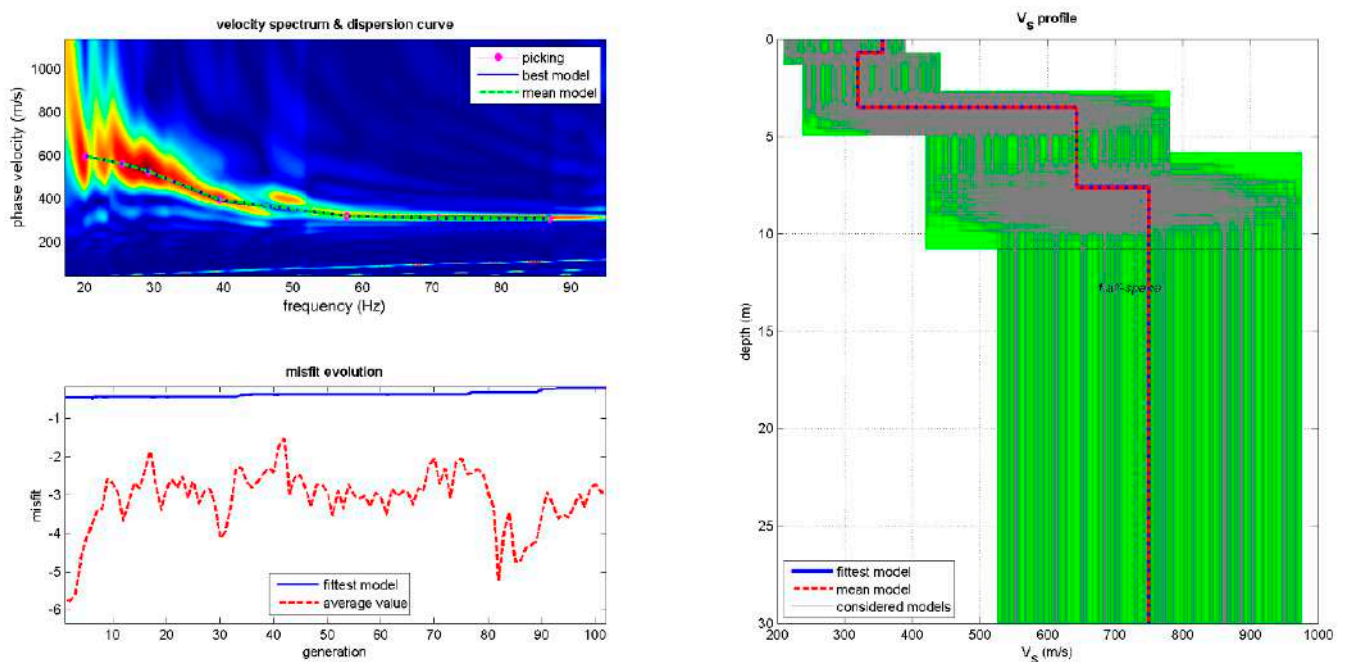 velocity spectrum & dispersion curve
phase velocity (m/s)
1000
800
600
400
200
picking
best model
mean model
20
30
40
50
60
70
80
90
frequency (Hz)
misfit evolution
misfit
-1
-2
-3
-4
-5
-6
fittest model
average value
10
20
30
40
50
60
70
80
90
100
generation
Vs profile
depth (m)
0
5
10
15
20
25
30
half-space
fittest model
mean model
considered models
200
300
400
500
600
700
800
900
1000
Vs (m/s)